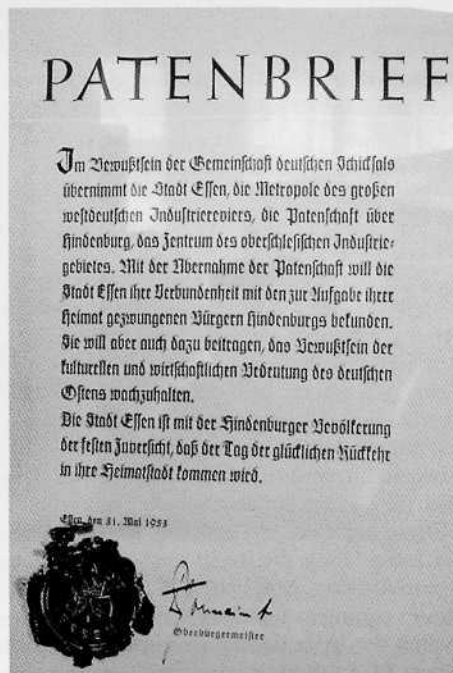 PATENBRIEF
Im Bewußtsein der Gemeinschaft deutschen Schicksals
übernimmt die Stadt Essen, die Metropole des großen
westdeutschen Industriereviers, die Patenschaft über
Hindenburg, das Zentrum des oberschlesischen Industrie-
gebietes. Mit der Übernahme der Patenschaft will die
Stadt Essen ihre Verbundenheit mit den zur Aufgabe ihrer
Heimat gezwungenen Bürgern Hindenburgs bekunden.
Sie will aber auch dazu beitragen, das Bewußtsein der
kulturellen und wirtschaftlichen Bedeutung des deutschen
Ostens wachzuhalten.
Die Stadt Essen ist mit der Hindenburger Bevölkerung
der festen Zuversicht, daß der Tag der glücklichen Rückkehr
in ihre Heimatstadt kommen wird.
Essen, den 31. Mai 1953
Oberbürgermeister